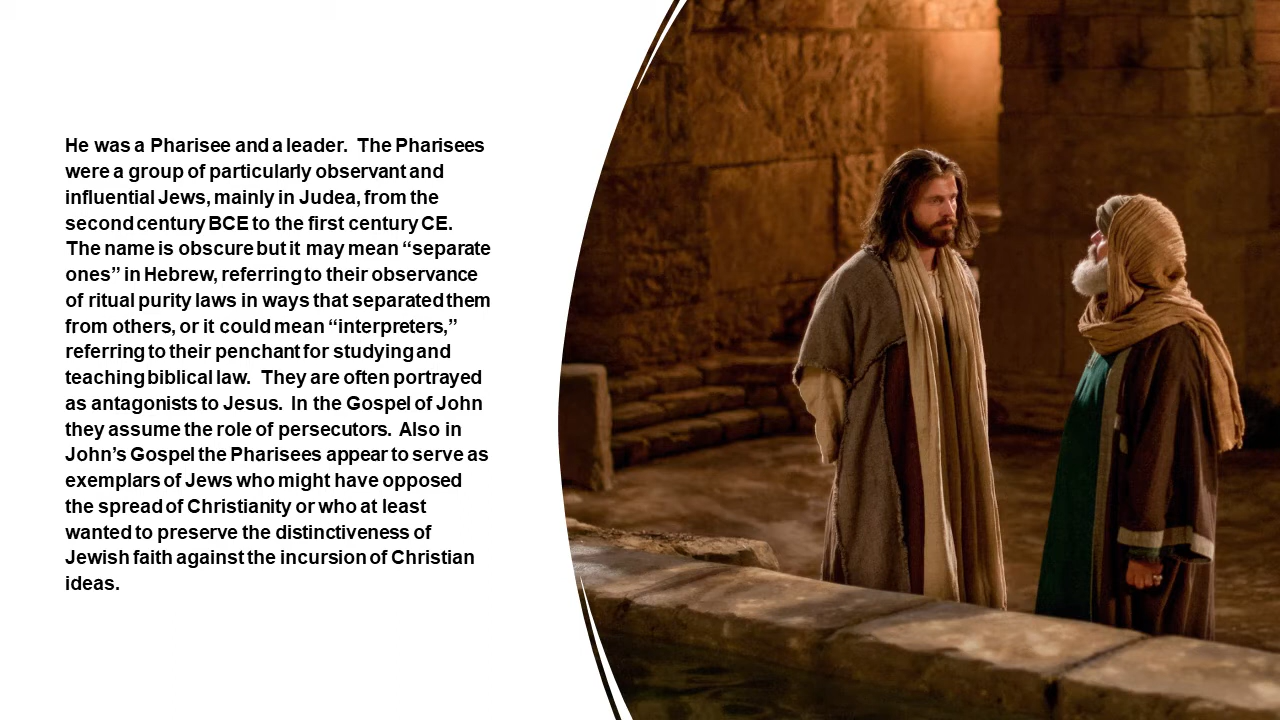 He was a Pharisee and a leader.  The Pharisees
were a group of particularly observant and
influential Jews, mainly in Judea, from the
second century BCE to the first century CE.
The name is obscure but it may mean “separate
ones” in Hebrew, referring to their observance
of ritual purity laws in ways that separated them
from others, or it could mean “interpreters,”
referring to their penchant for studying and
teaching biblical law.  They are often portrayed
as antagonists to Jesus.  In the Gospel of John
they assume the role of persecutors.  Also in
John’s Gospel the Pharisees appear to serve as
exemplars of Jews who might have opposed
the spread of Christianity or who at least
wanted to preserve the distinctiveness of
Jewish faith against the incursion of Christian
ideas.